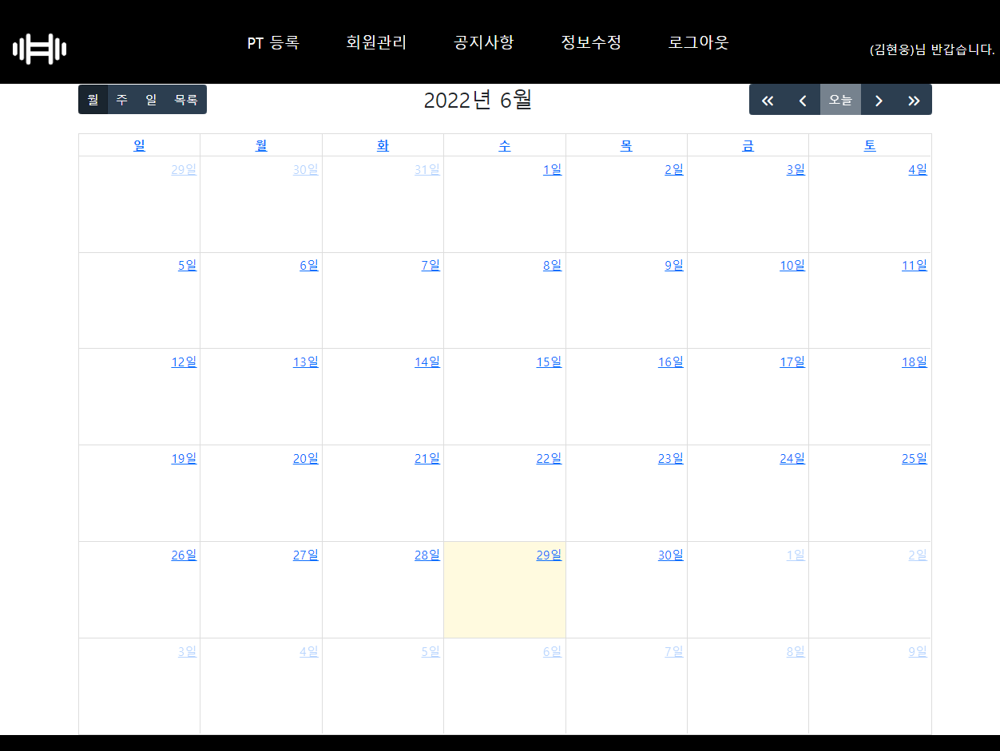 PT 등록 회원관리 공지사항 정보수정 로그아웃 (김현웅)님 반갑습니다.
월 주 일 목록 2022년 6월 오늘
일 월 화 수 목 금 토
29일 30일 31일 1일 2일 3일 4일
5일 6일 7일 8일 9일 10일 11일
12일 13일 14일 15일 16일 17일 18일
19일 20일 21일 22일 23일 24일 25일
26일 27일 28일 29일 30일 1일 2일
3일 4일 5일 6일 7일 8일 9일